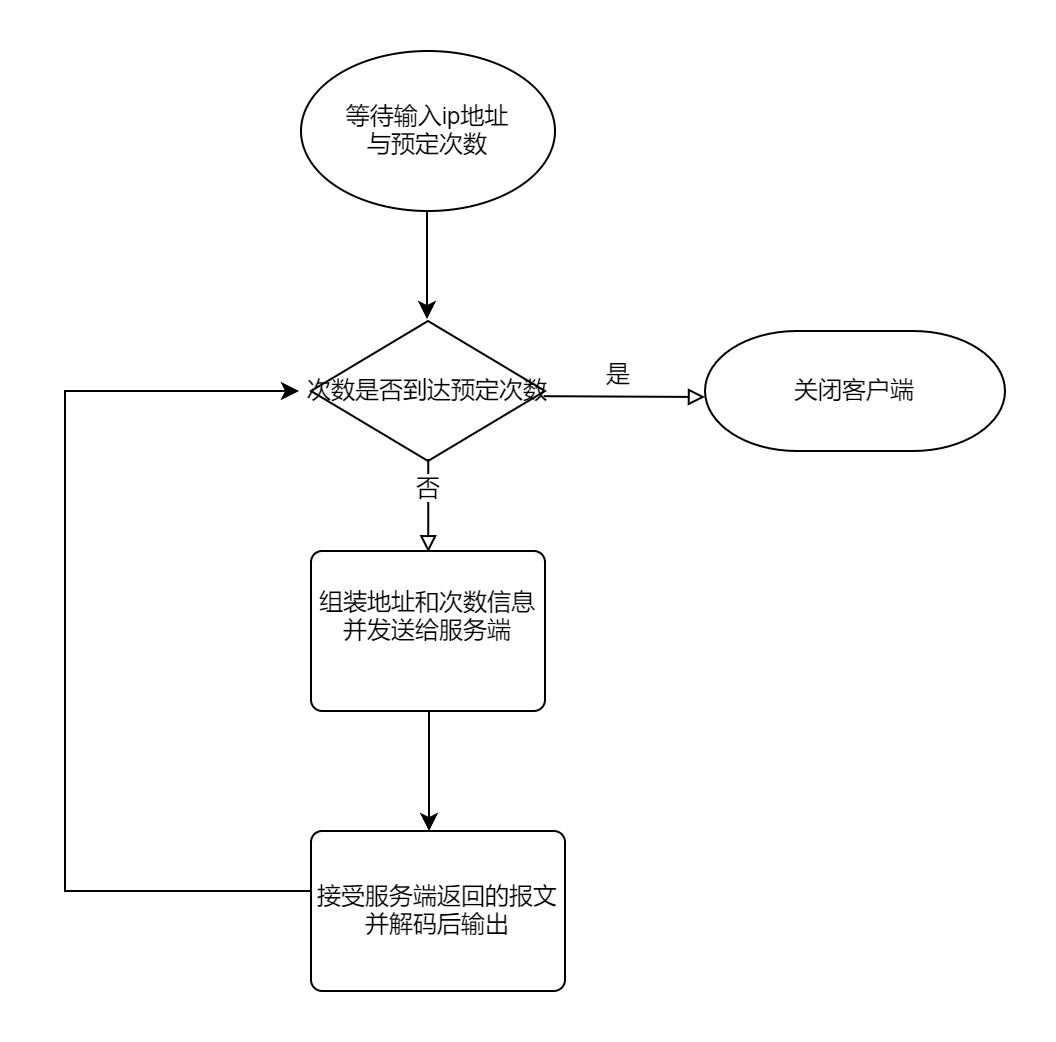 等待输入ip地址
与预定次数
次数是否到达预定次数
是
关闭客户端
否
组装地址和次数信息
并发送给服务端
接受服务端返回的报文
并解码后输出